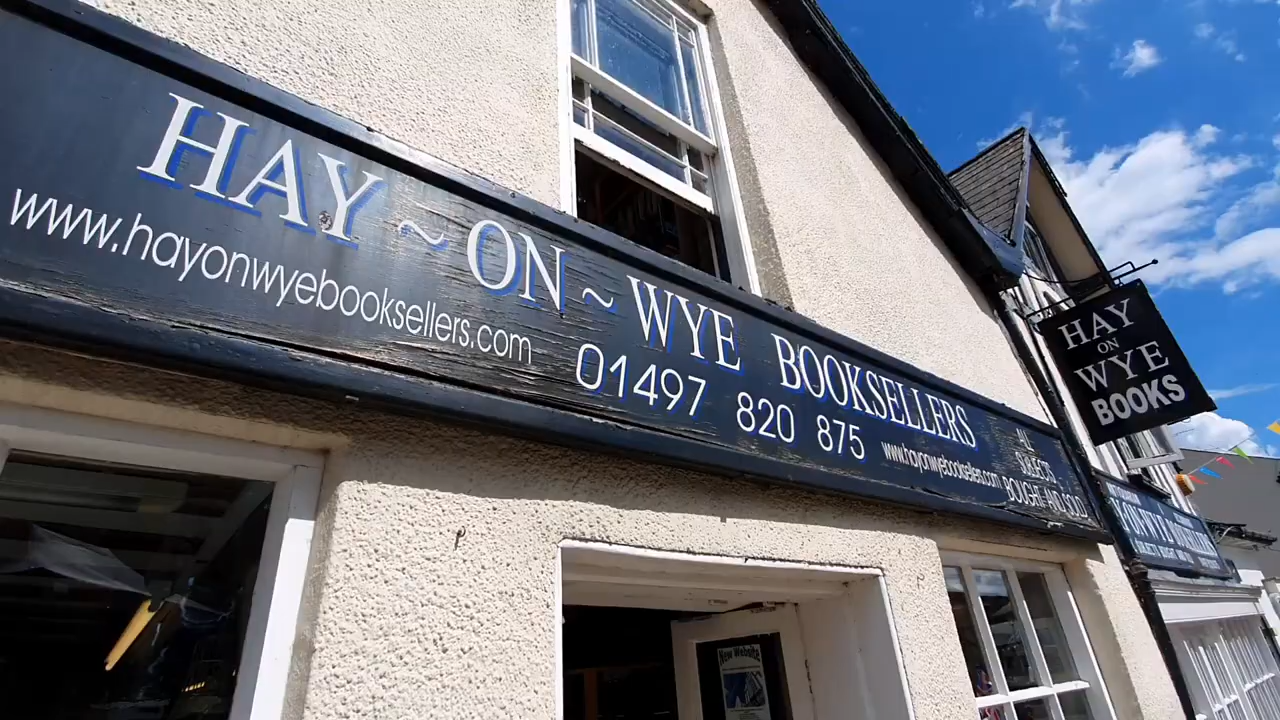 HAY ~ ON ~ WYE BOOKSELLERS
www.hayonwyebooksellers.com
01497 820 875
www.hayonwyebooksellers.com
ALL
SUBJECTS
BOUGHT AND SOLD
HAY
ON
WYE
BOOKS
New Website